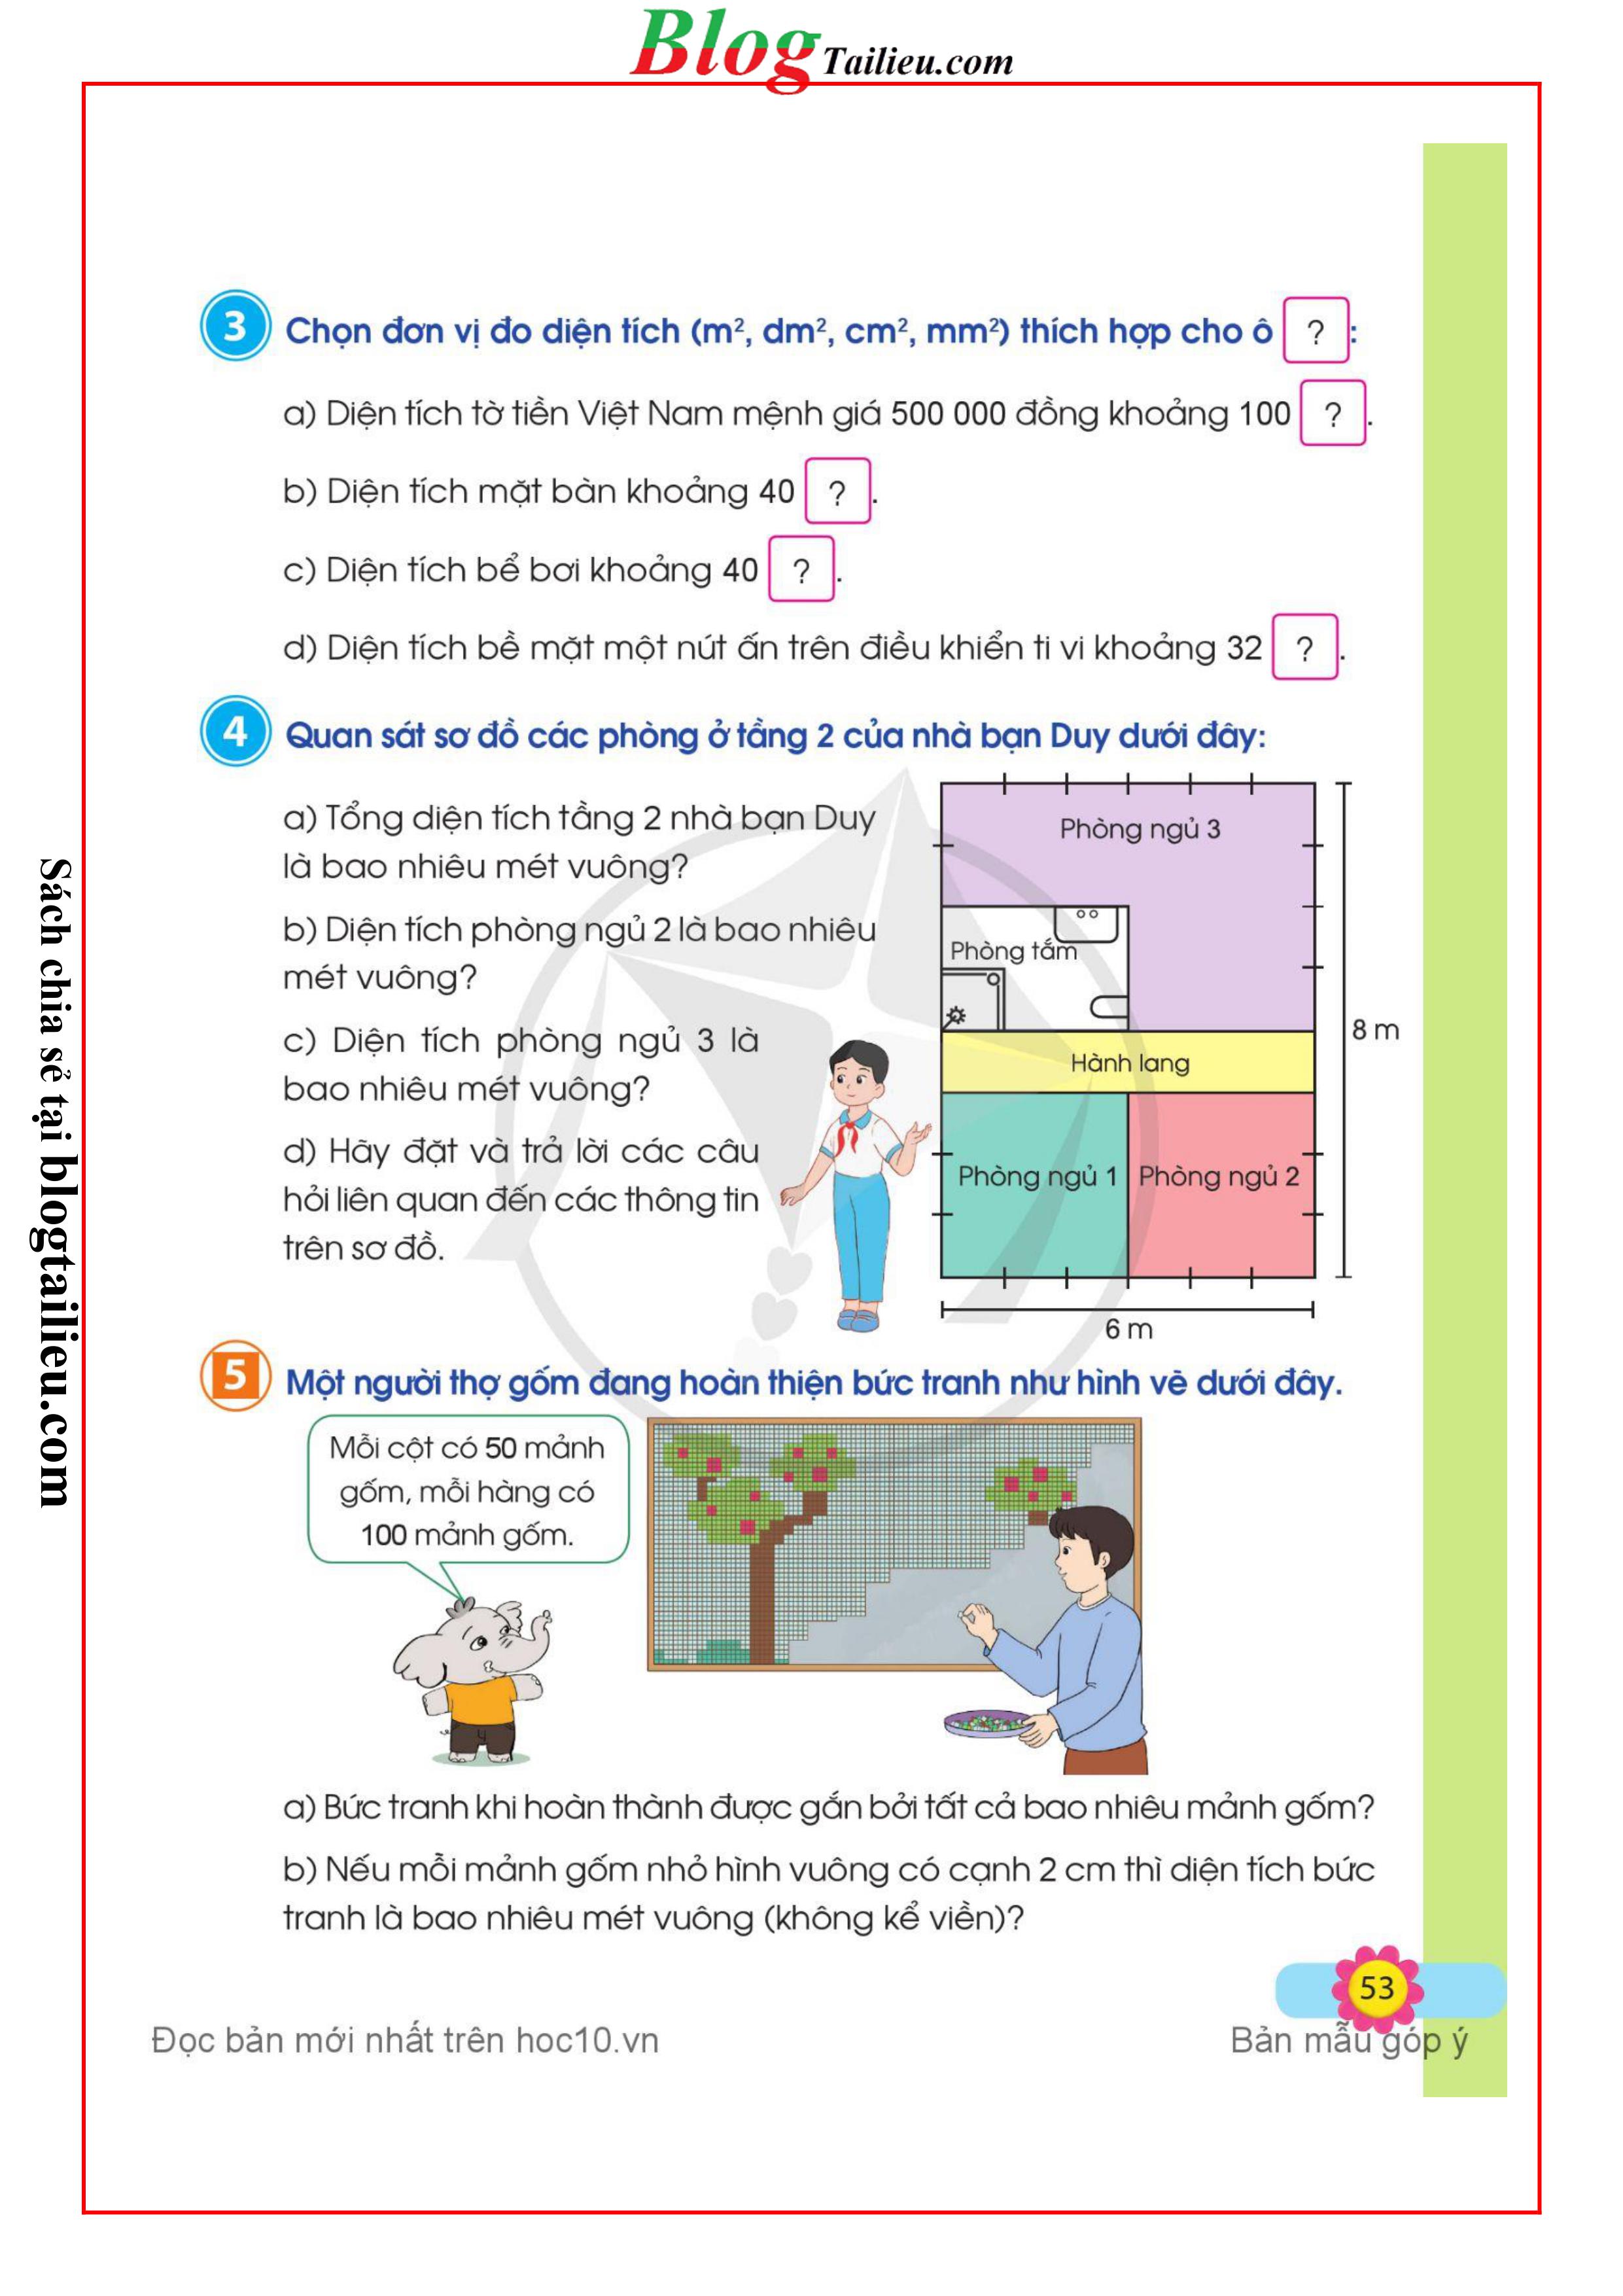 Blog Tailieu.com
3 Chọn đơn vị đo diện tích (m², dm², cm², mm²) thích hợp cho ô ? :
a) Diện tích tờ tiền Việt Nam mệnh giá 500 000 đồng khoảng 100 ? .
b) Diện tích mặt bàn khoảng 40 ? .
c) Diện tích bể bơi khoảng 40 ? .
d) Diện tích bề mặt một nút ấn trên điều khiển ti vi khoảng 32 ? .
4 Quan sát sơ đồ các phòng ở tầng 2 của nhà bạn Duy dưới đây:
a) Tổng diện tích tầng 2 nhà bạn Duy
là bao nhiêu mét vuông?
b) Diện tích phòng ngủ 2 là bao nhiêu
mét vuông?
c) Diện tích phòng ngủ 3 là
bao nhiêu mét vuông?
d) Hãy đặt và trả lời các câu
hỏi liên quan đến các thông tin
trên sơ đồ.
Phòng ngủ 3
Phòng tắm
8 m
Hành lang
Phòng ngủ 1
Phòng ngủ 2
6 m
5 Một người thợ gốm đang hoàn thiện bức tranh như hình vẽ dưới đây.
Mỗi cột có 50 mảnh
gốm, mỗi hàng có
100 mảnh gốm.
a) Bức tranh khi hoàn thành được gắn bởi tất cả bao nhiêu mảnh gốm?
b) Nếu mỗi mảnh gốm nhỏ hình vuông có cạnh 2 cm thì diện tích bức
tranh là bao nhiêu mét vuông (không kể viền)?
53
Đọc bản mới nhất trên hoc10.vn
Bản mẫu góp ý
Sách chia sẻ tại blogtailieu.com